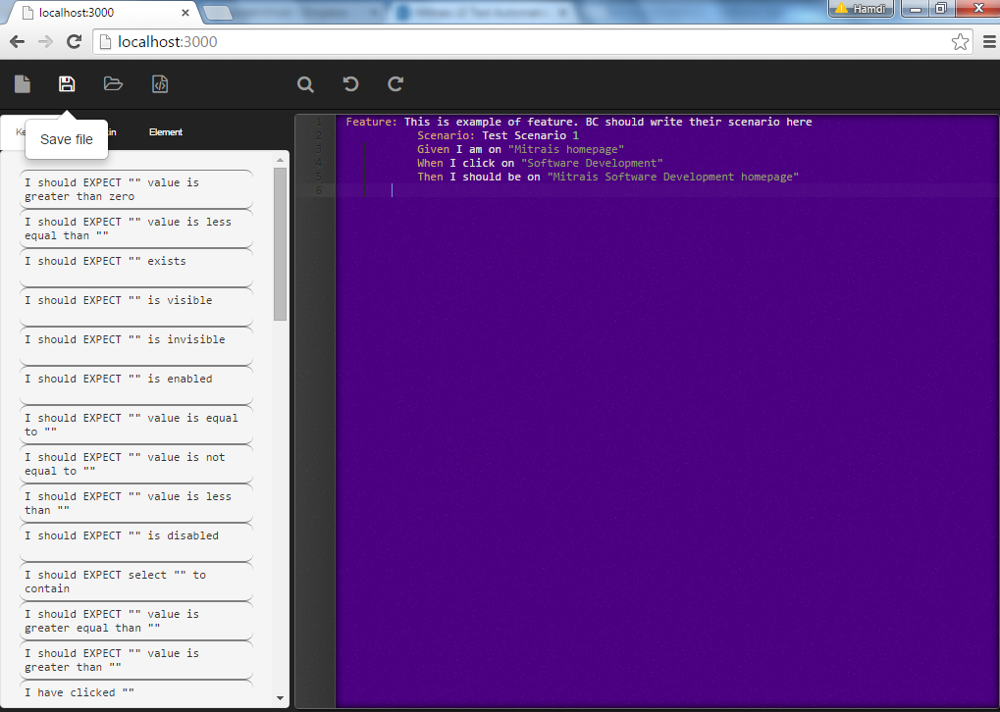 localhost:3000
Hamdi
localhost:3000
Save file
Element
I should EXPECT "" value is
greater than zero
I should EXPECT "" value is less
equal than ""
I should EXPECT "" exists
I should EXPECT "" is visible
I should EXPECT "" is invisible
I should EXPECT "" is enabled
I should EXPECT "" value is equal
to ""
I should EXPECT "" value is not
equal to ""
I should EXPECT "" value is less
than ""
I should EXPECT "" is disabled
I should EXPECT select "" to
contain
I should EXPECT "" value is
greater equal than ""
I should EXPECT "" value is
greater than ""
I have clicked ""
1 Feature: This is example of feature. BC should write their scenario here
2 Scenario: Test Scenario 1
3 Given I am on "Mitrais homepage"
4 When I click on "Software Development"
5 Then I should be on "Mitrais Software Development homepage"
6